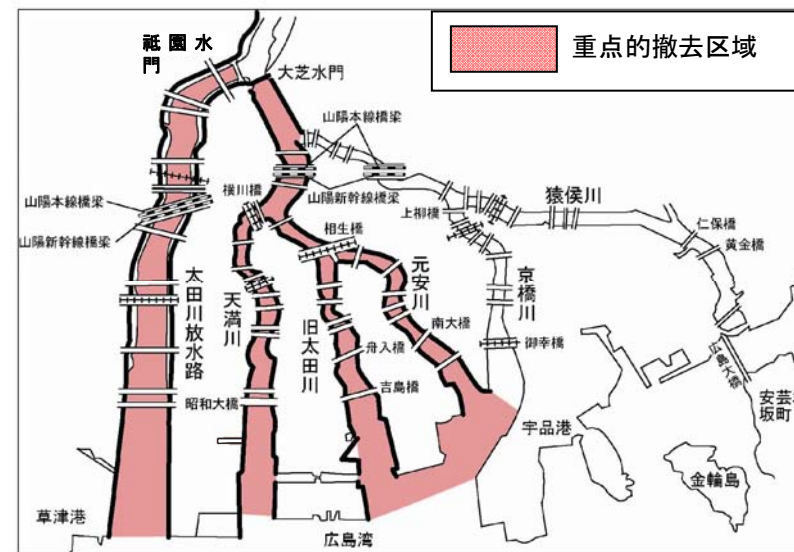 重点的撤去区域
祗園水
門
大芝水門
山陽本線橋梁
山陽本線橋梁
山陽新幹線橋梁
横川橋
山陽新幹線橋梁
上柳橋
猿侯川
仁保橋
黄金橋
相生橋
元安川
京橋川
太田川放水路
天満川
旧太田川
南大橋
御幸橋
舟入橋
広島大橋
吉島橋
昭和大橋
宇品港
安芸
坂町
金輪島
草津港
広島湾